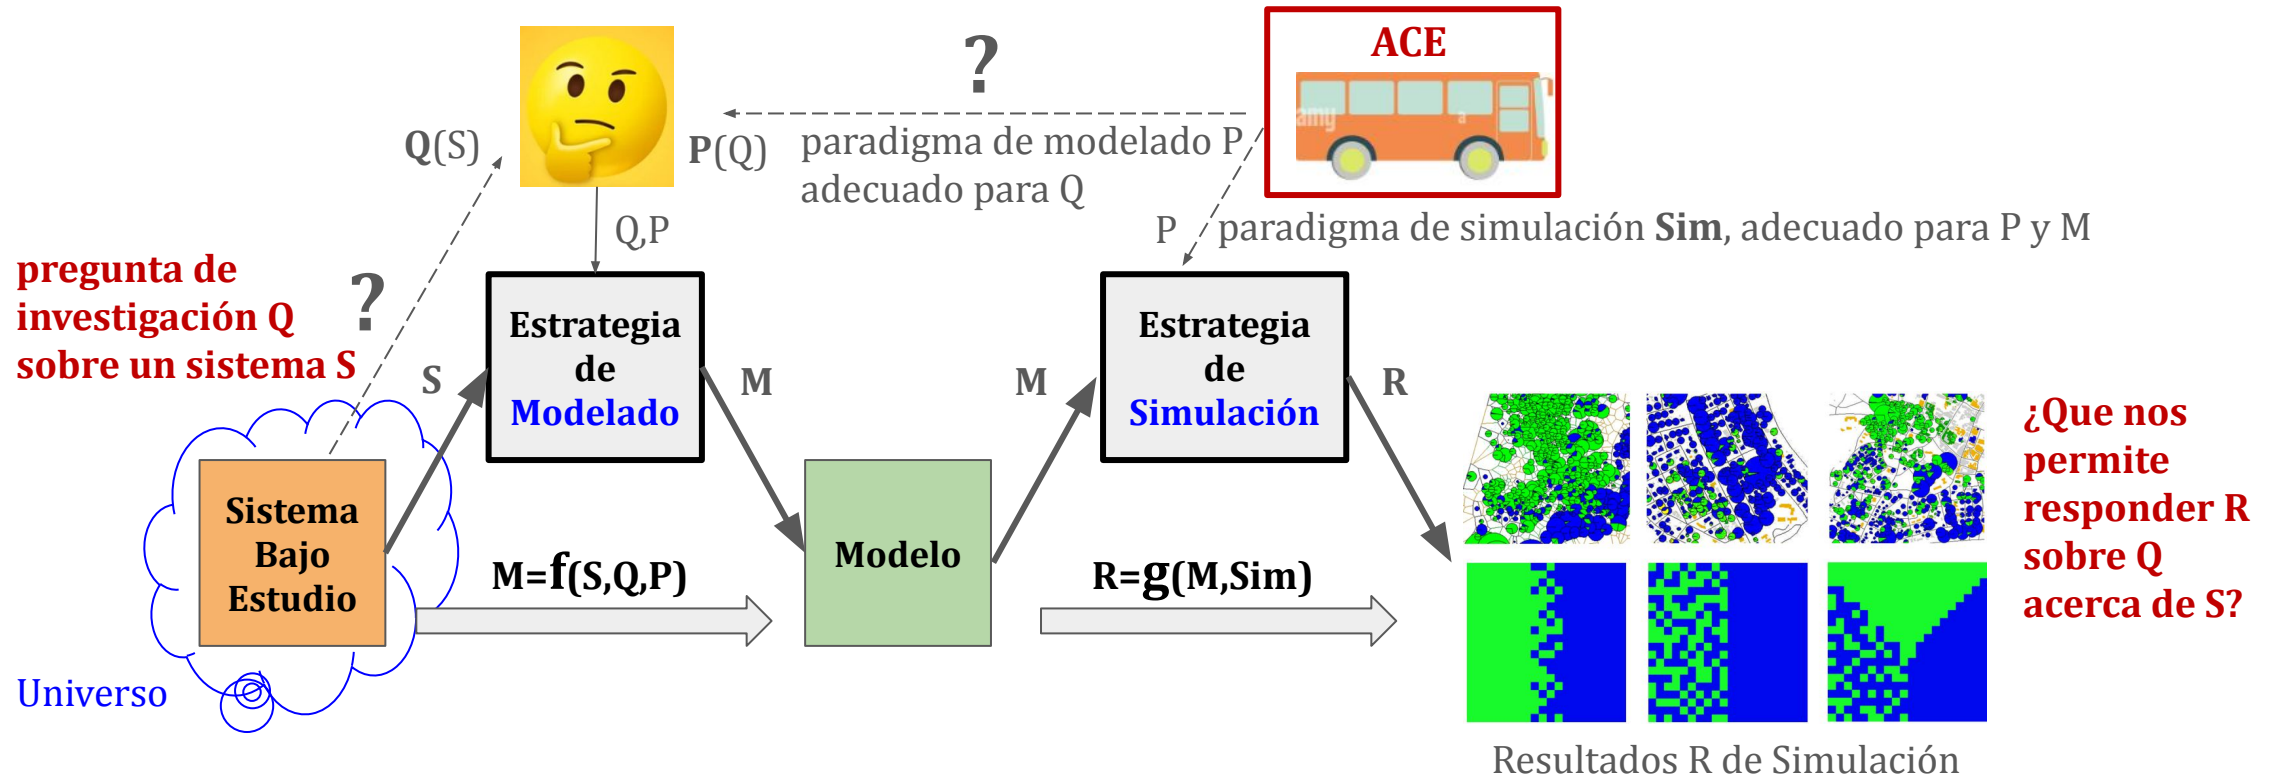 ACE
amy
a
?
Q(S)
P(Q)
paradigma de modelado P
adecuado para Q
Q,P
P
paradigma de simulación Sim, adecuado para P y M
pregunta de
investigación Q
sobre un sistema S
?
S
Estrategia
de
Modelado
M
M
Estrategia
de
Simulación
R
Sistema
Bajo
Estudio
M=f(S,Q,P)
Modelo
R=g(M,Sim)
¿Que nos
permite
responder R
sobre Q
acerca de S?
Universo
Resultados R de Simulación